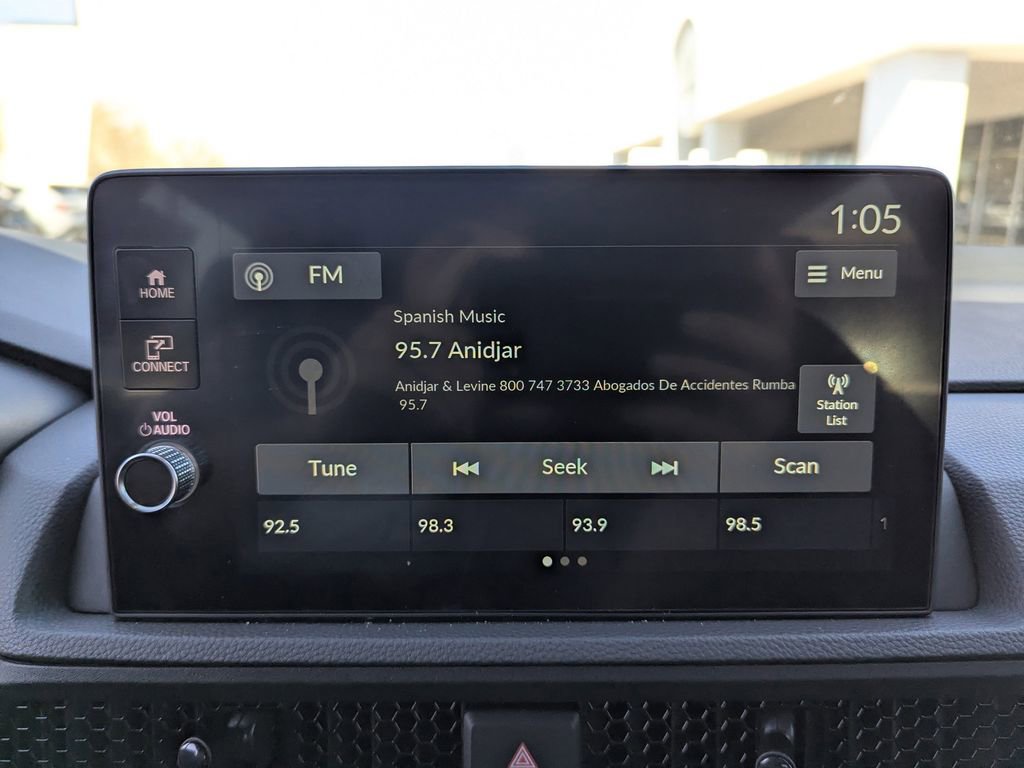 1:05
HOME
FM
Menu
Spanish Music
95.7 Anidjar
CONNECT
Anidjar & Levine 800 747 3733 Abogados De Accidentes Rumba
95.7
Station
List
VOL
AUDIO
Tune
Seek
Scan
92.5
98.3
93.9
98.5
1